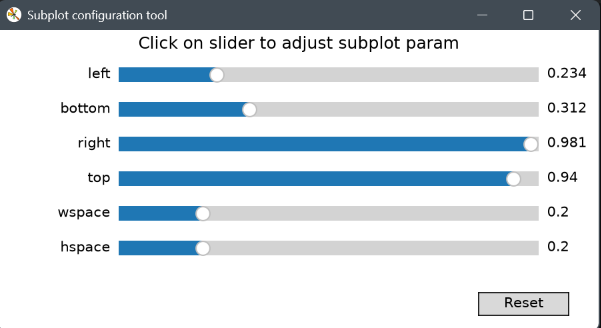 Subplot configuration tool
Click on slider to adjust subplot param
left 0.234
bottom 0.312
right 0.981
top 0.94
wspace 0.2
hspace 0.2
Reset